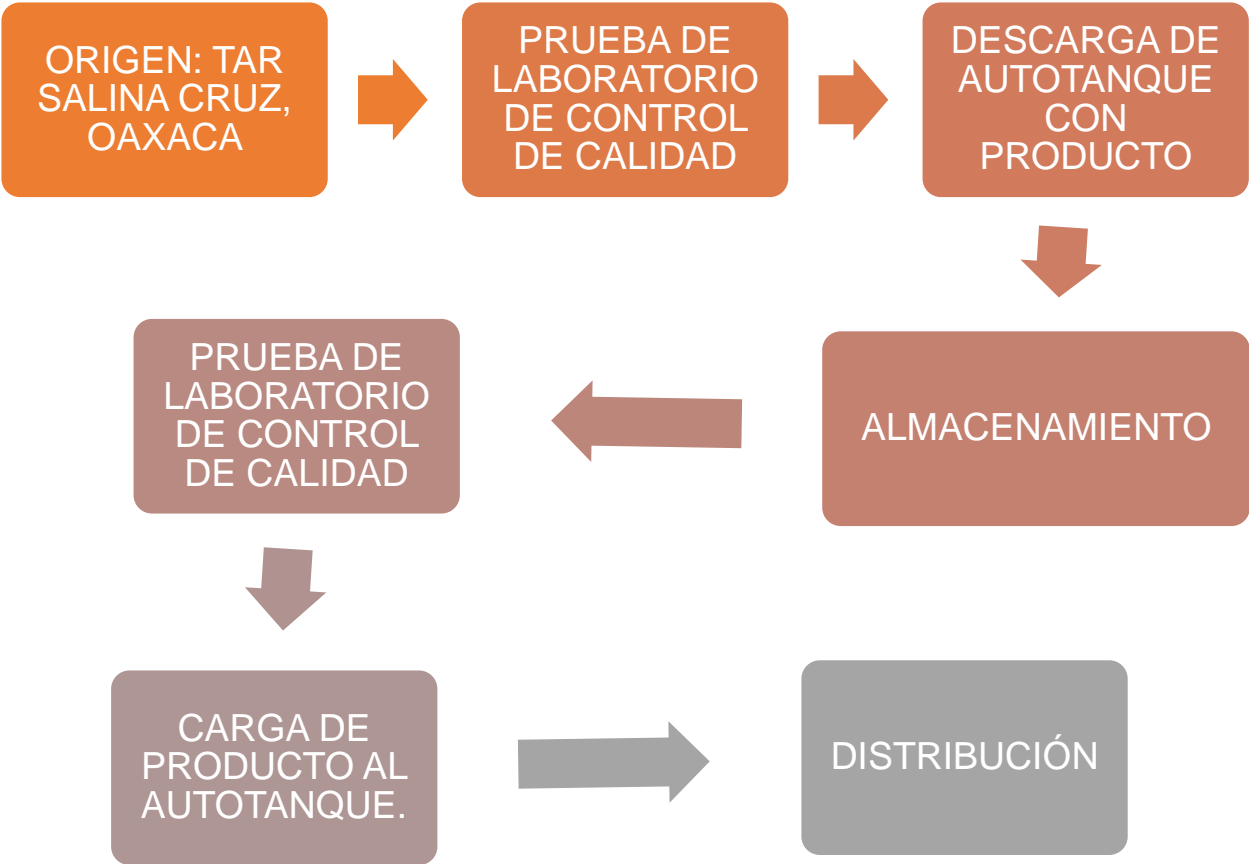 ORIGEN: TAR
SALINA CRUZ,
OAXACA
PRUEBA DE
LABORATORIO
DE CONTROL
DE CALIDAD
DESCARGA DE
AUTOTANQUE
CON
PRODUCTO
ALMACENAMIENTO
PRUEBA DE
LABORATORIO
DE CONTROL
DE CALIDAD
CARGA DE
PRODUCTO AL
AUTOTANQUE.
DISTRIBUCIÓN